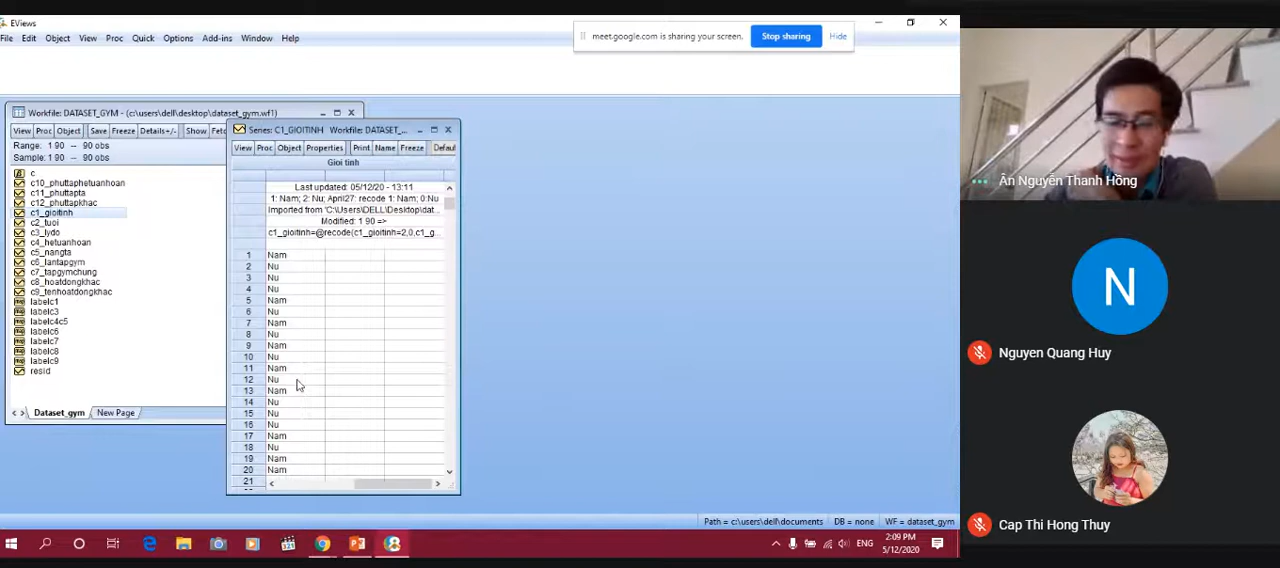 EViews
File Edit Object View Proc Quick Options Add-ins Window Help
meet.google.com is sharing your screen. Stop sharing Hide
Workfile: DATASET_GYM - (c:\users\dell\desktop\dataset_gym.wf1)
View Proc Object Save Freeze Details+/- Show
Range: 1 90 -- 90 obs
Sample: 1 90 -- 90 obs
c
c10_phuttaphetuanhoan
c11_phuttapta
c12_phuttapkhac
c1_gioitinh
c2_tuoi
c3_lydo
c4_hetuanhoan
c5_nangta
c6_lantapgym
c7_tapgymchung
c8_hoatdongkhac
c9_tenhoatdongkhac
labelc1
labelc3
labelc4c5
labelc6
labelc7
labelc8
labelc9
resid
Dataset_gym New Page
Series: C1_GIOITINH Workfile: DATASET_...
View Proc Object Properties Print Name Freeze Defaul
Gioi tinh
Last updated: 05/12/20 - 13:11
1: Nam; 2: Nu; April27: recode 1: Nam; 0:Nu
Imported from 'C:\Users\DELL\Desktop\dat...
Modified: 1 90 =>
c1_gioitinh=@recode(c1_gioitinh=2,0,c1_g...
1 Nam
2 Nu
3 Nu
4 Nu
5 Nam
6 Nu
7 Nam
8 Nu
9 Nam
10 Nu
11 Nam
12 Nu
13 Nam
14 Nu
15 Nu
16 Nu
17 Nam
18 Nu
19 Nam
20 Nam
21
Path = c:\users\dell\documents DB = none WF = dataset_gym
ENG
2:09 PM
5/12/2020
Ân Nguyễn Thanh Hồng
N
Nguyen Quang Huy
Cap Thi Hong Thuy